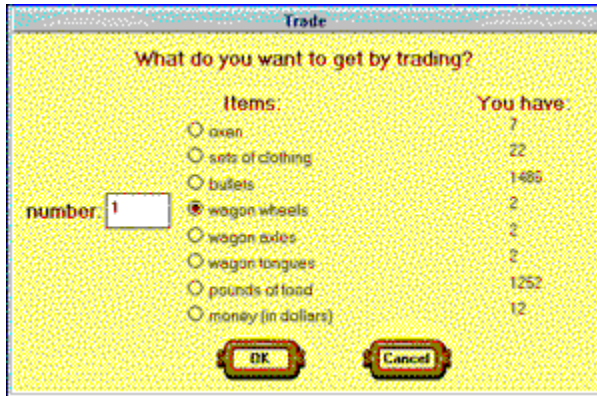 Trade
What do you want to get by trading?
Items: You have:
oxen 7
sets of clothing 22
bullets 1486
number: 1 wagon wheels 2
wagon axles 2
wagon tongues 2
pounds of food 1252
money (in dollars) 12
OK Cancel